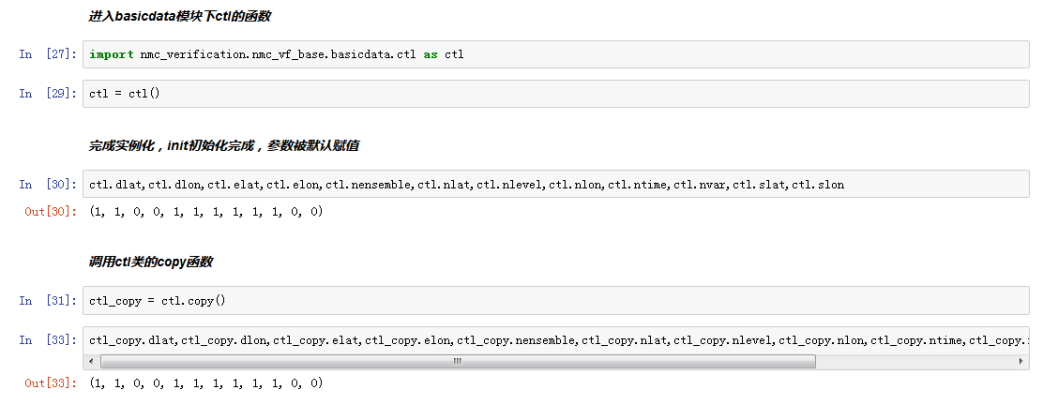 进入basicdata模块下ctl的函数
In [27]: import nmc_verification.nmc_vf_base.basicdata.ctl as ctl
In [29]: ctl = ctl()
完成实例化，init初始化完成，参数被默认赋值
In [30]: ctl.dlat,ctl.dlon,ctl.elat,ctl.elon,ctl.nensemble,ctl.nlat,ctl.nlevel,ctl.nlon,ctl.ntime,ctl.nvar,ctl.slat,ctl.slon
Out[30]: (1, 1, 0, 0, 1, 1, 1, 1, 1, 1, 0, 0)
调用ctl类的copy函数
In [31]: ctl_copy = ctl.copy()
In [33]: ctl_copy.dlat,ctl_copy.dlon,ctl_copy.elat,ctl_copy.elon,ctl_copy.nensemble,ctl_copy.nlat,ctl_copy.nlevel,ctl_copy.nlon,ctl_copy.ntime,ctl_copy.
Out[33]: (1, 1, 0, 0, 1, 1, 1, 1, 1, 1, 0, 0)